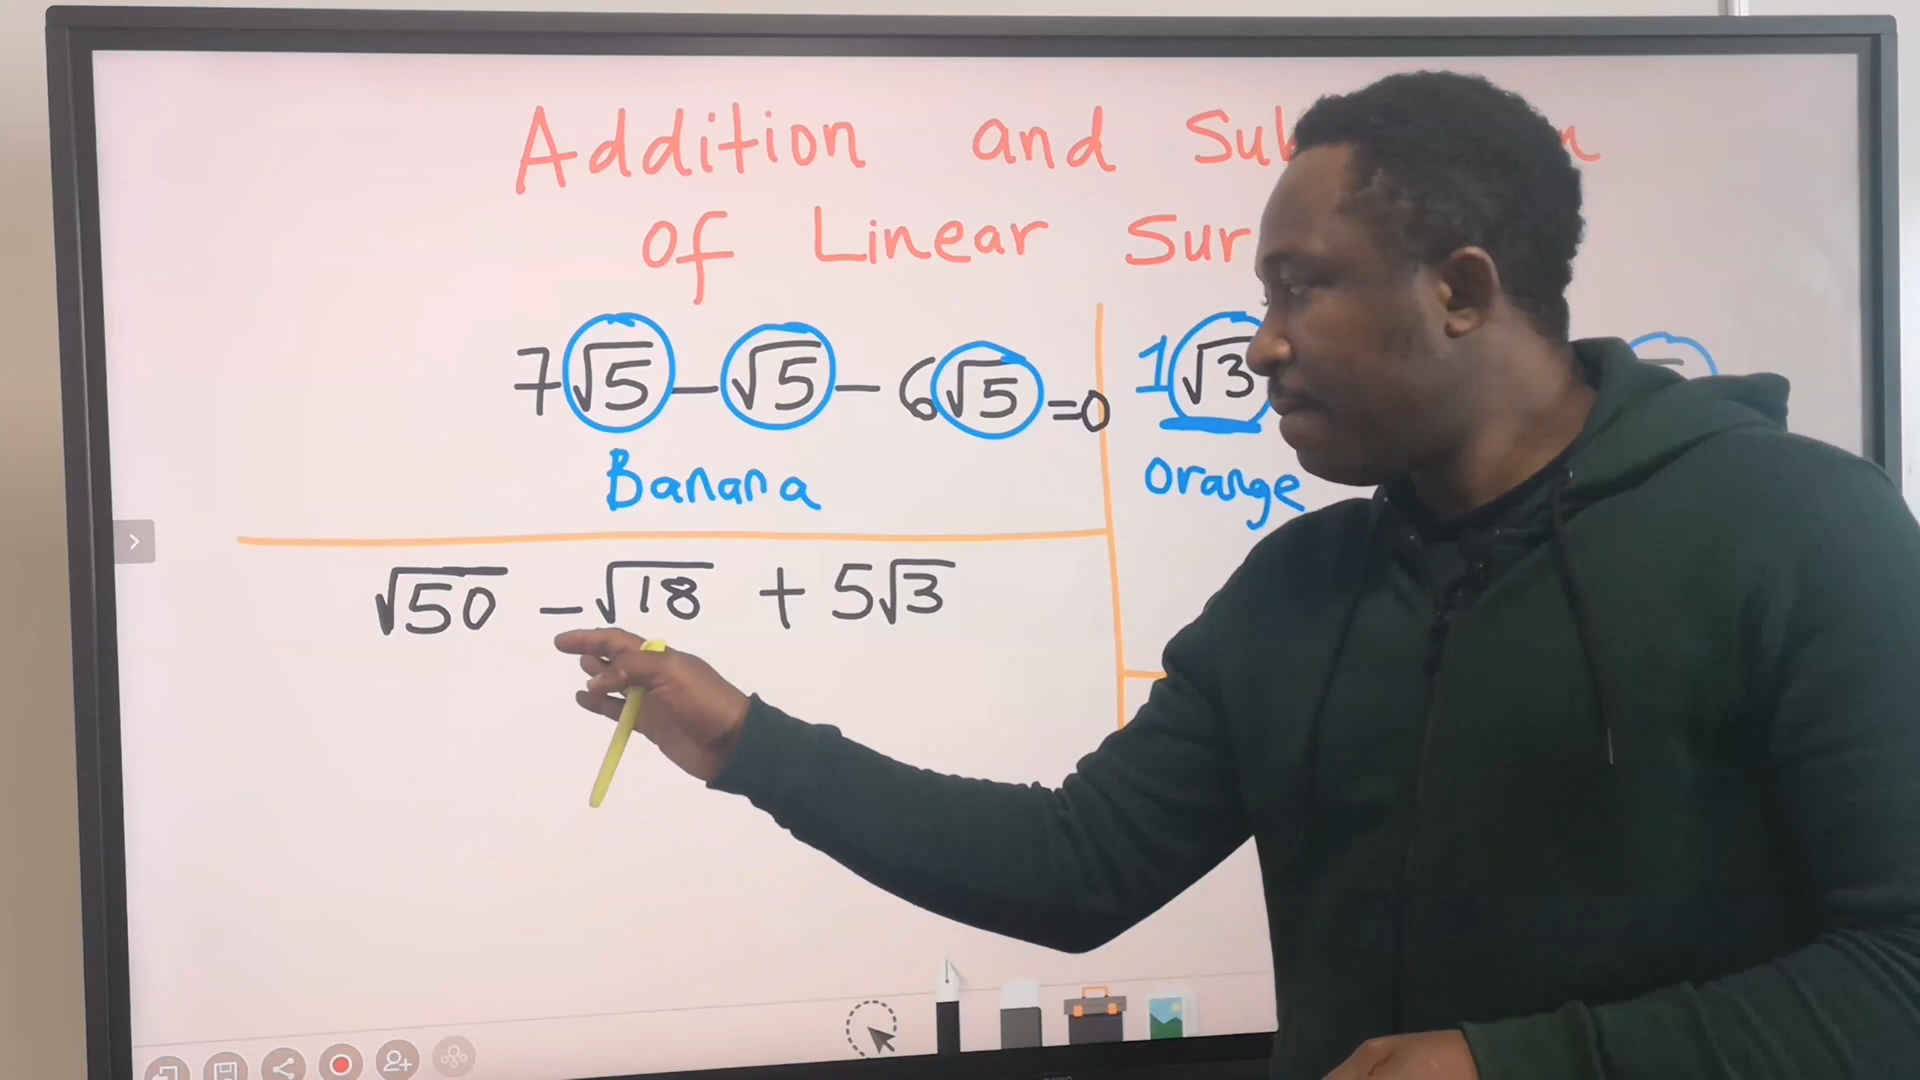 Addition and Sub
of Linear Sur
7√5 - √5 - 6√5 = 0
Banana
1√3
orange
√50 - √18 + 5√3